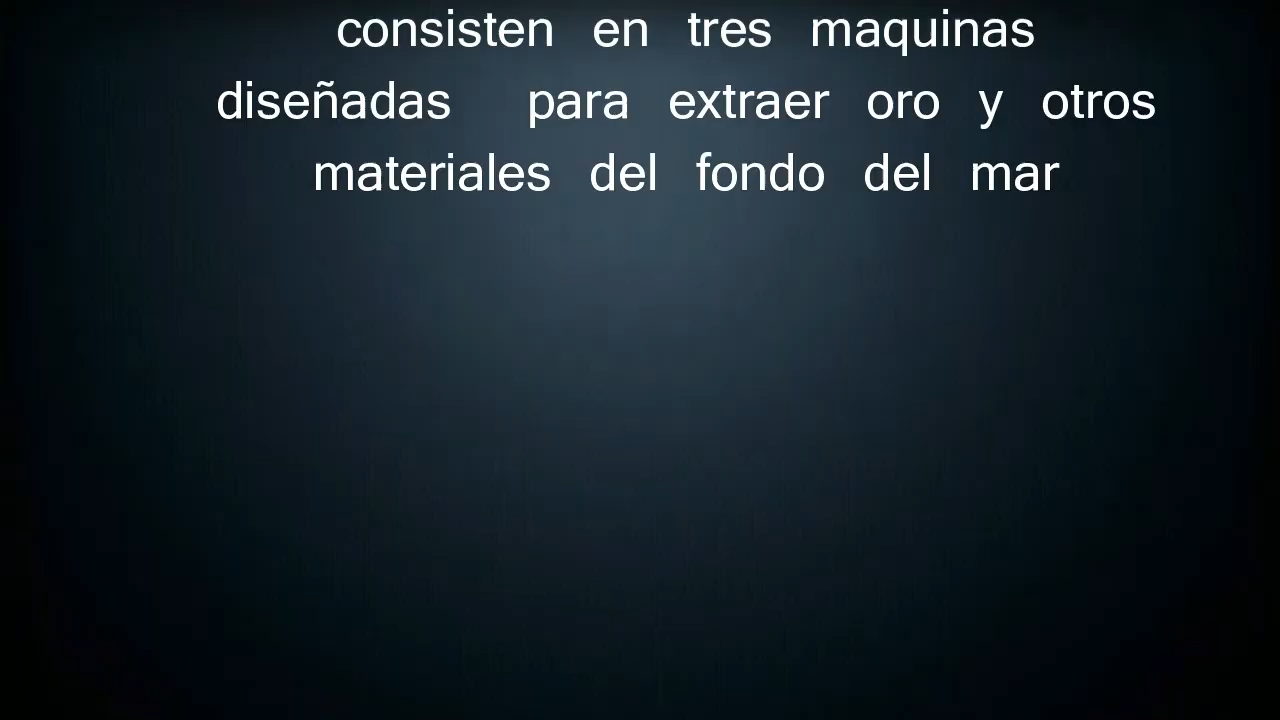 consisten en tres maquinas
diseñadas para extraer oro y otros
materiales del fondo del mar